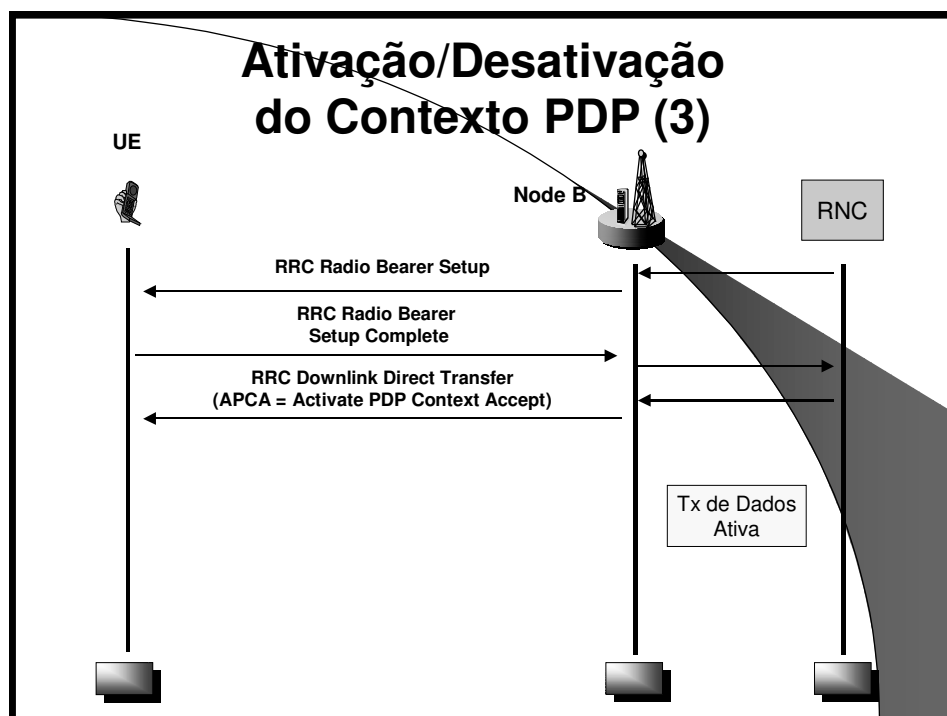 Ativação/Desativação
do Contexto PDP (3)
UE
Node B
RNC
RRC Radio Bearer Setup
RRC Radio Bearer
Setup Complete
RRC Downlink Direct Transfer
(APCA = Activate PDP Context Accept)
Tx de Dados
Ativa